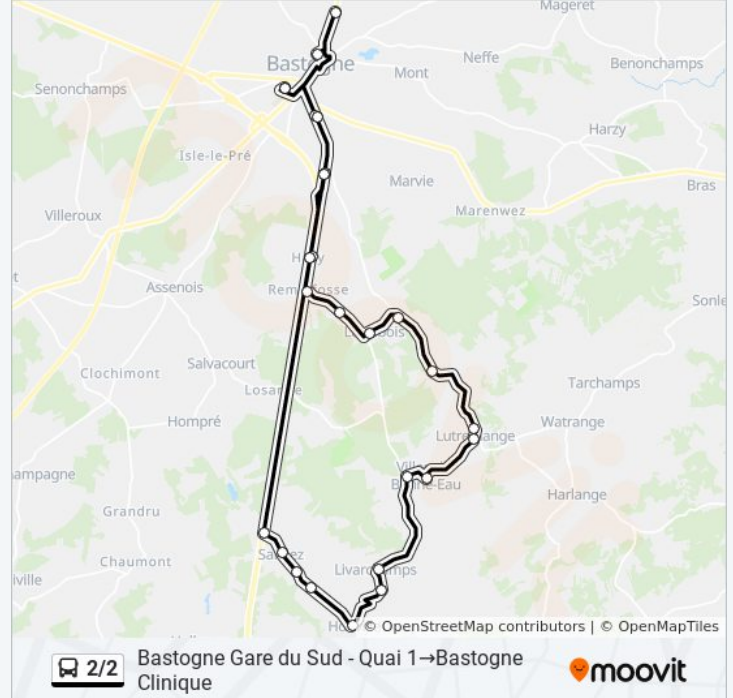 Mageret
Bastogne
Neffe
Mont
Benonchamps
Senonchamps
Harzy
Isle-le-Pré
Marvie
Bras
Marenwez
Villeroux
Assenois
Sonle
Salvacourt
Clochimont
Tarchamps
Hompré
Watrange
ampagne
Harlange
Grandru
Chaumont
iville
© OpenStreetMap contributors | © OpenMapTiles
2/2
Bastogne Gare du Sud - Quai 1→Bastogne
Clinique
moovit